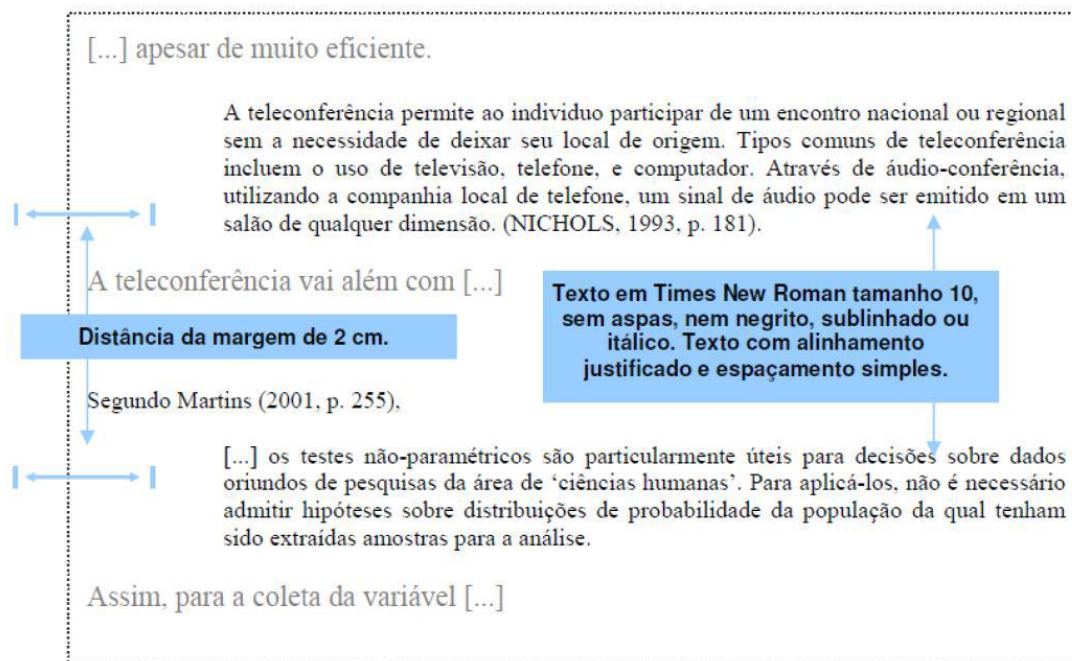 [...] apesar de muito eficiente.
A teleconferência permite ao individuo participar de um encontro nacional ou regional
sem a necessidade de deixar seu local de origem. Tipos comuns de teleconferência
incluem o uso de televisão, telefone, e computador. Através de áudio-conferência,
utilizando a companhia local de telefone, um sinal de áudio pode ser emitido em um
salão de qualquer dimensão. (NICHOLS, 1993, p. 181).
A teleconferência vai além com [...]
Texto em Times New Roman tamanho 10,
sem aspas, nem negrito, sublinhado ou
itálico. Texto com alinhamento
justificado e espaçamento simples.
Distância da margem de 2 cm.
Segundo Martins (2001, p. 255),
[...] os testes não-paramétricos são particularmente úteis para decisões sobre dados
oriundos de pesquisas da área de ‘ciências humanas’. Para aplicá-los, não é necessário
admitir hipóteses sobre distribuições de probabilidade da população da qual tenham
sido extraídas amostras para a análise.
Assim, para a coleta da variável [...]